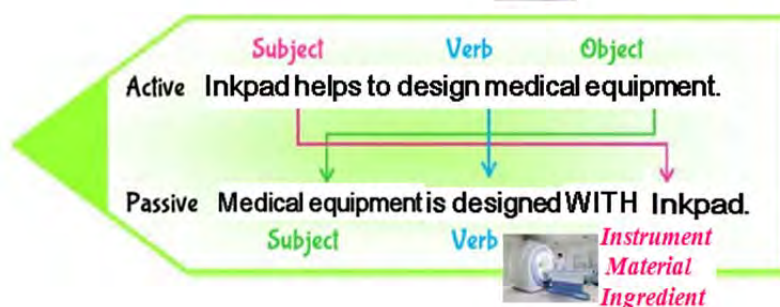 Subject Verb Object
Active Inkpad helps to design medical equipment.
Passive Medical equipment is designed WITH Inkpad.
Subject Verb Instrument
Material
Ingredient